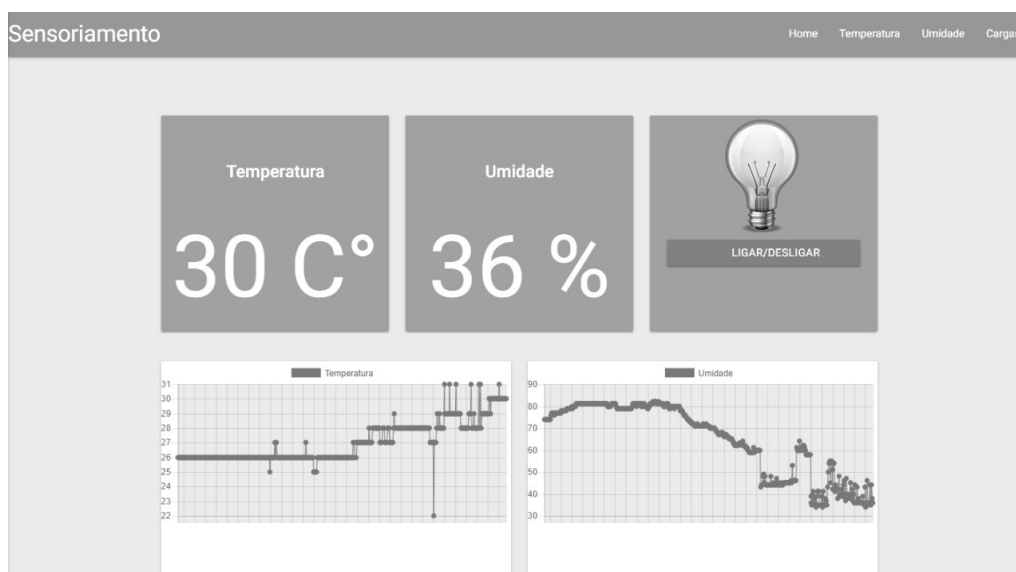 Sensoriamento
Home Temperatura Umidade Cargas
Temperatura
30 C°
Umidade
36 %
LIGAR/DESLIGAR
Temperatura
31
30
29
28
27
26
25
24
23
22
Umidade
90
80
70
60
50
40
30